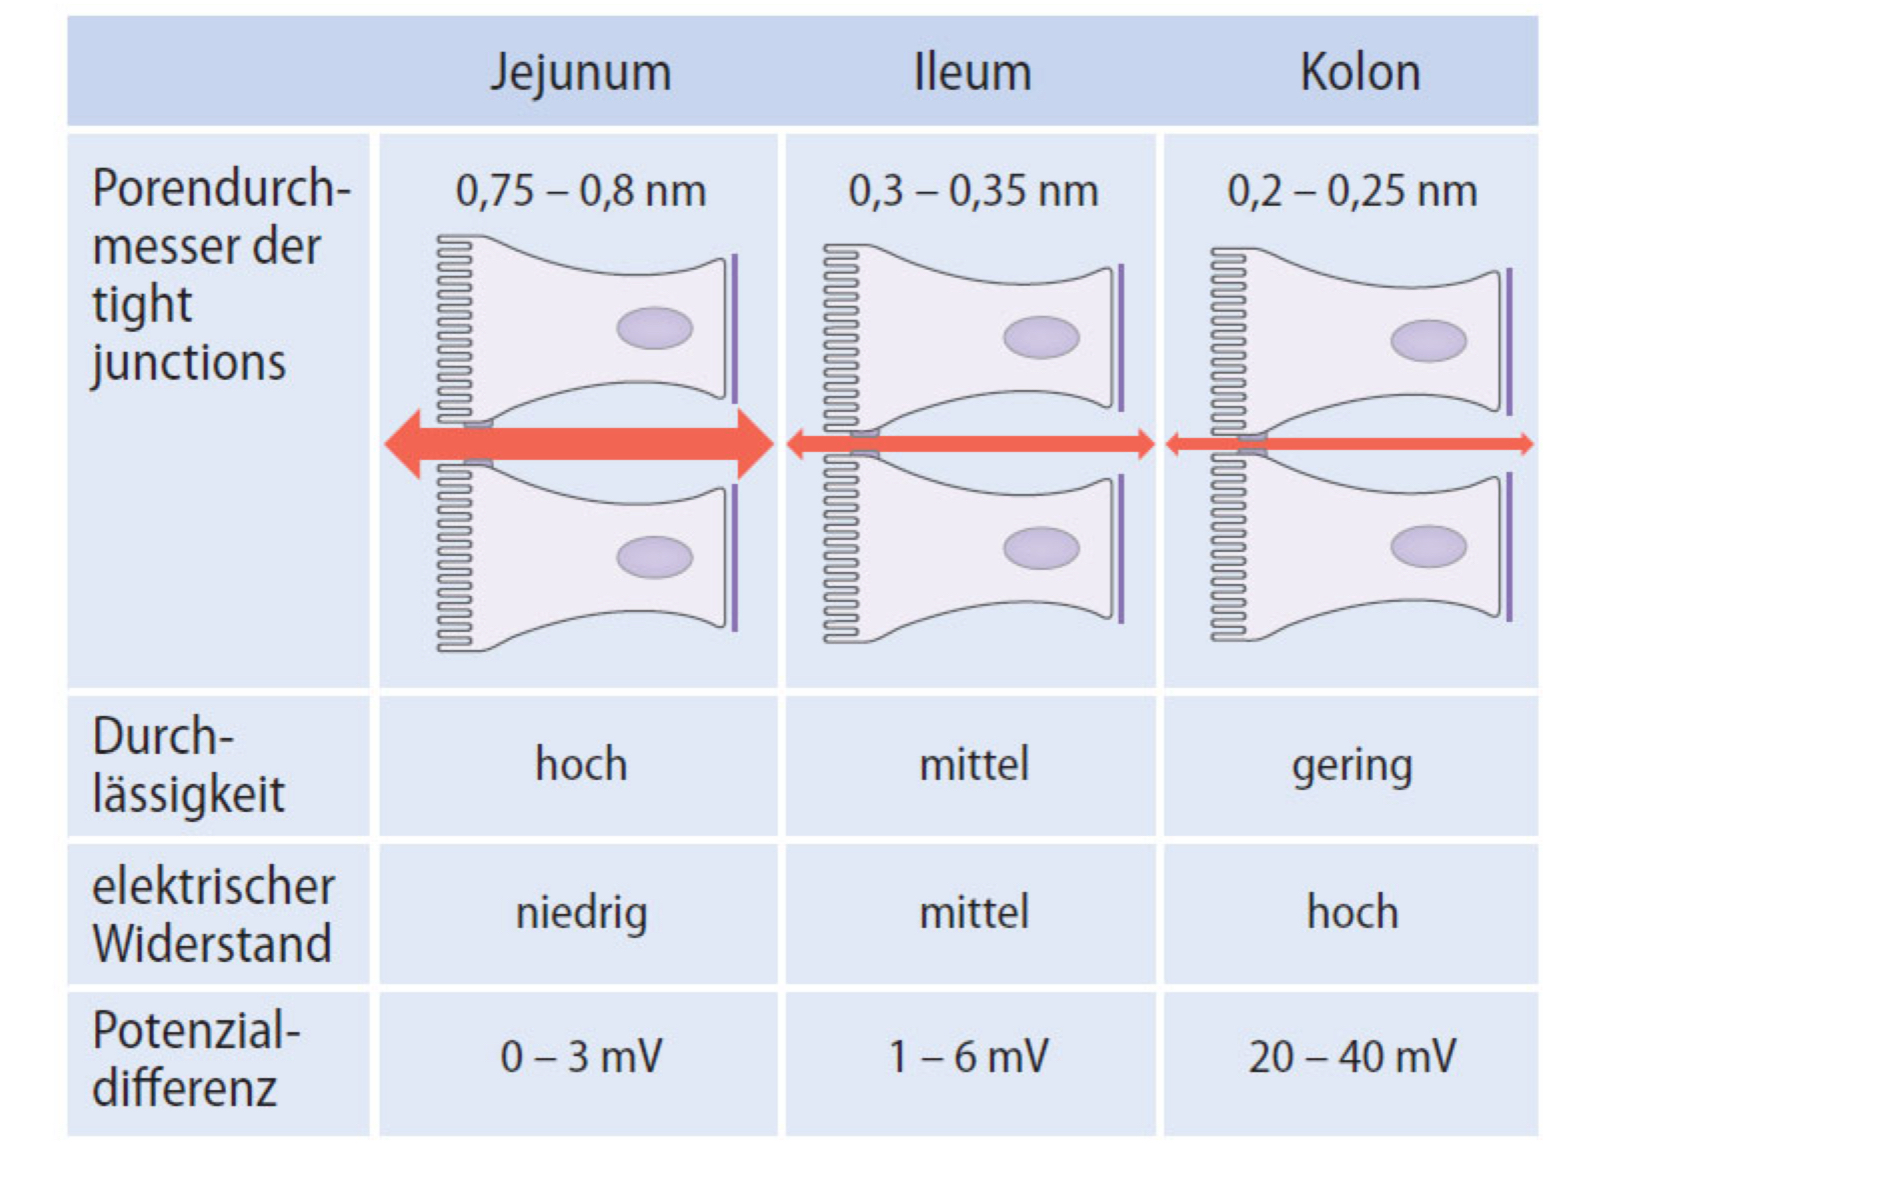 Jejunum Ileum Kolon
Porendurch-
messer der
tight
junctions
0,75 – 0,8 nm 0,3 – 0,35 nm 0,2 – 0,25 nm
Durch-
lässigkeit
hoch mittel gering
elektrischer
Widerstand
niedrig mittel hoch
Potenzial-
differenz
0 – 3 mV 1 – 6 mV 20 – 40 mV